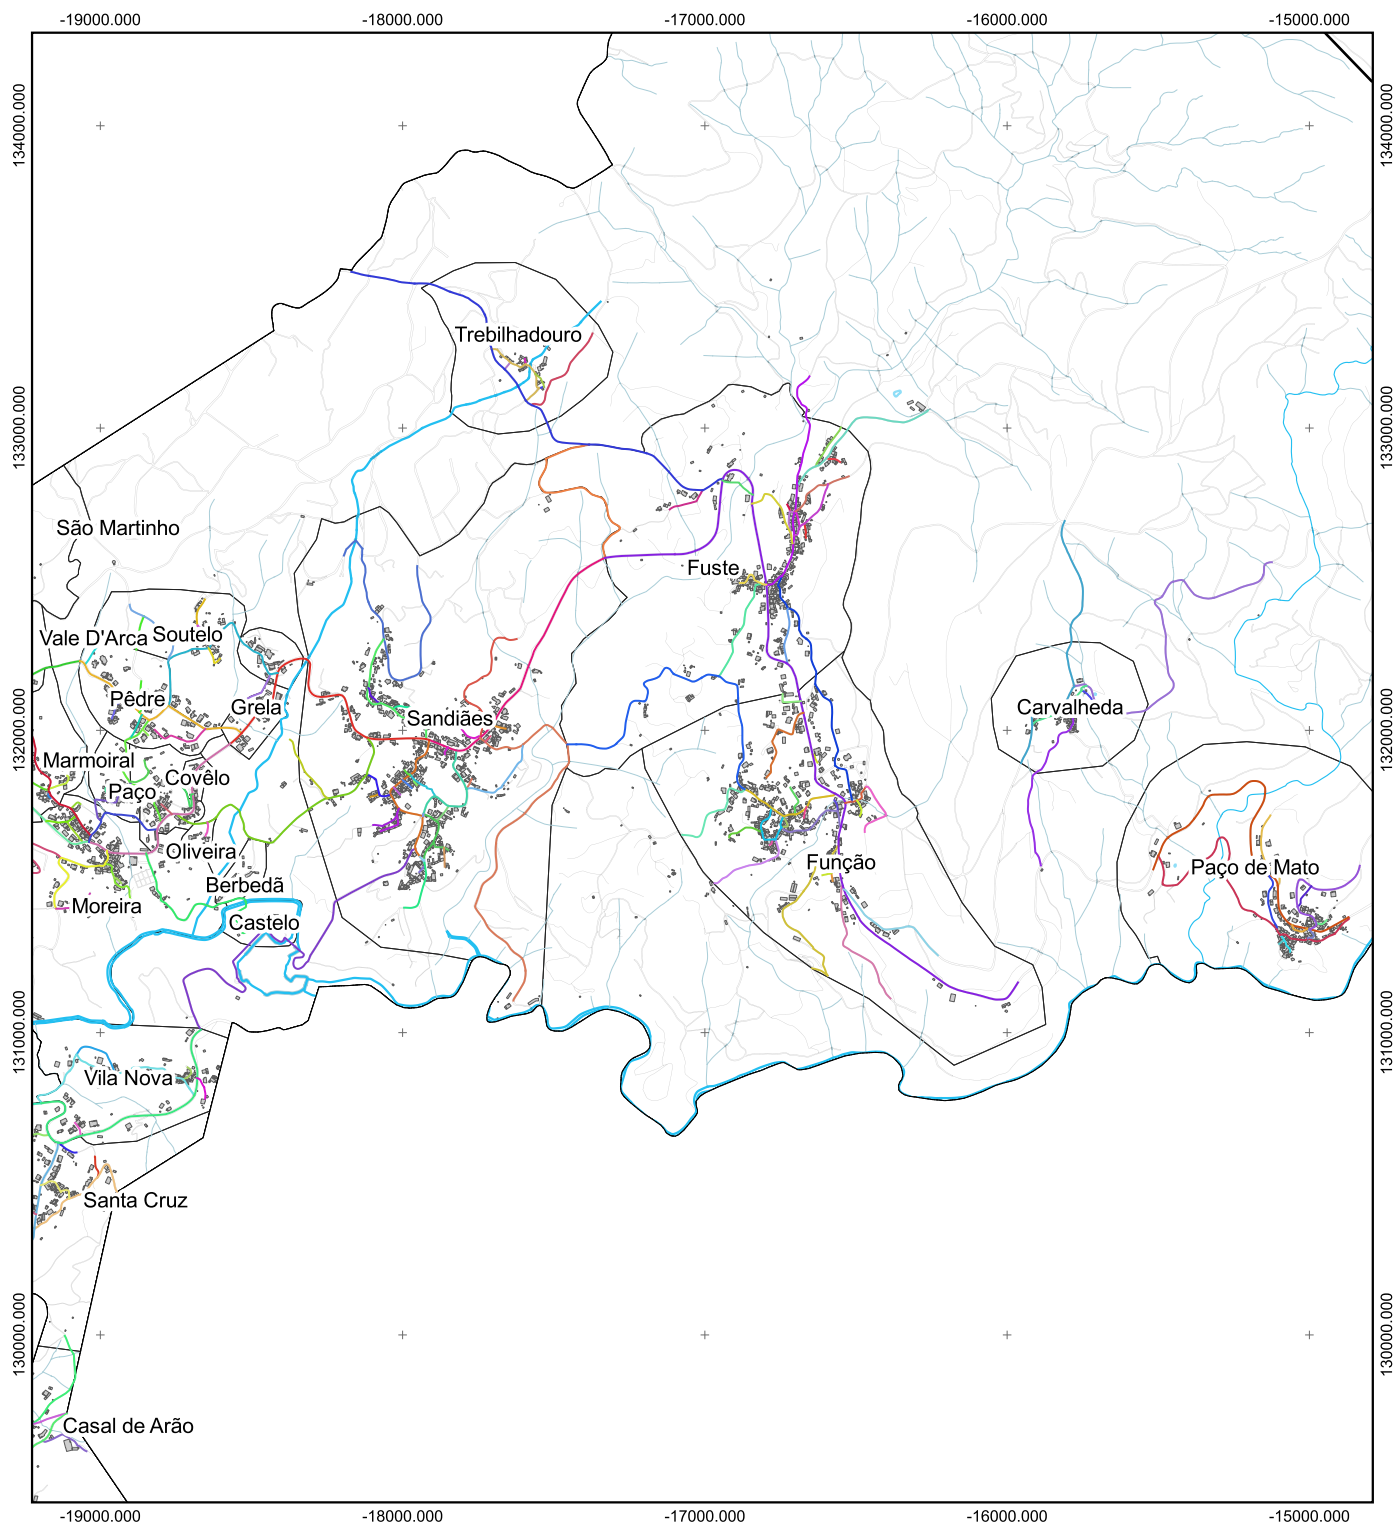 -19000.000 -18000.000 -17000.000 -16000.000 -15000.000
134000.000 134000.000
Trebilhadouro
133000.000 133000.000
São Martinho
Fuste
Vale D'Arca Soutelo
Pêdre
Grela
Carvalheda
Sandiães
132000.000 132000.000
Marmoiral
Covêlo
Paço
Oliveira
Função
Paço de Mato
Berbedã
Moreira
Castelo
131000.000 131000.000
Vila Nova
Santa Cruz
130000.000 130000.000
Casal de Arão
-19000.000 -18000.000 -17000.000 -16000.000 -15000.000